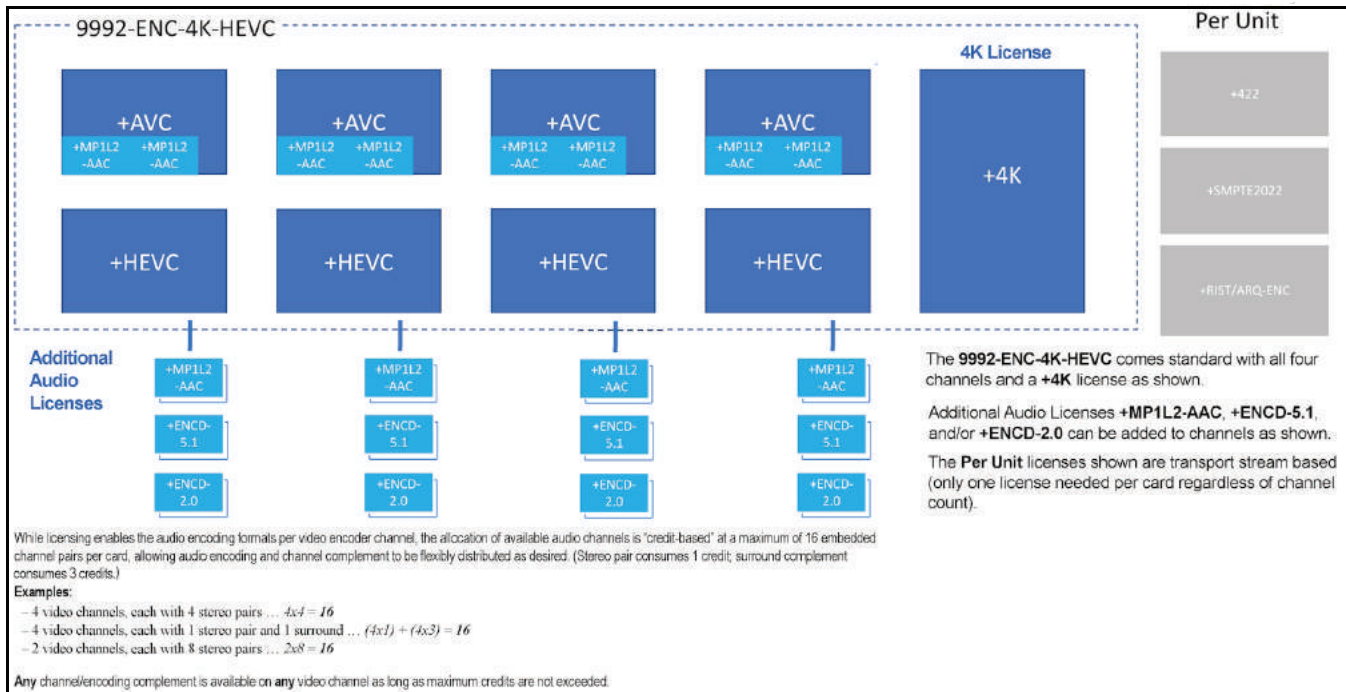 9992-ENC-4K-HEVC
Per Unit
4K License
+AVC
+MP1L2
-AAC
+MP1L2
-AAC
+AVC
+MP1L2
-AAC
+MP1L2
-AAC
+AVC
+MP1L2
-AAC
+MP1L2
-AAC
+AVC
+MP1L2
-AAC
+MP1L2
-AAC
+4K
+422
+SMPTE2022
+RIST/ARQ-ENC
+HEVC
+HEVC
+HEVC
+HEVC
Additional
Audio
Licenses
+MP1L2
-AAC
+MP1L2
-AAC
+MP1L2
-AAC
+MP1L2
-AAC
+ENCD-
5.1
+ENCD-
5.1
+ENCD-
5.1
+ENCD-
5.1
+ENCD-
2.0
+ENCD-
2.0
+ENCD-
2.0
+ENCD-
2.0
The 9992-ENC-4K-HEVC comes standard with all four
channels and a +4K license as shown.
Additional Audio Licenses +MP1L2-AAC, +ENCD-5.1,
and/or +ENCD-2.0 can be added to channels as shown.
The Per Unit licenses shown are transport stream based
(only one license needed per card regardless of channel
count).
While licensing enables the audio encoding formats per video encoder channel, the allocation of available audio channels is "credit-based" at a maximum of 16 embedded
channel pairs per card, allowing audio encoding and channel complement to be flexibly distributed as desired. (Stereo pair consumes 1 credit; surround complement
consumes 3 credits.)
Examples:
– 4 video channels, each with 4 stereo pairs … 4x4 = 16
– 4 video channels, each with 1 stereo pair and 1 surround … (4x1) + (4x3) = 16
– 2 video channels, each with 8 stereo pairs … 2x8 = 16
Any channel/encoding complement is available on any video channel as long as maximum credits are not exceeded.